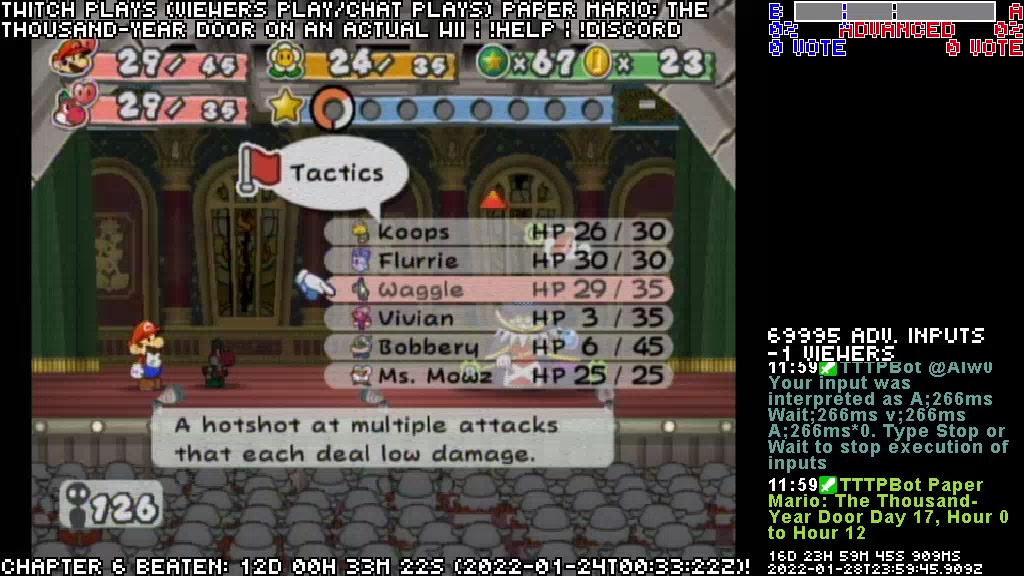 TWITCH PLAYS (VIEWERS PLAY/CHAT PLAYS) PAPER MARIO: THE
THOUSAND-YEAR DOOR ON AN ACTUAL WII ¦ !HELP ¦ !DISCORD
B A
0% ADVANCED 0%
0 VOTE 0 VOTE
29/45 24/35 ×67 × 23
29/35
Tactics
Koops HP 26/30
Flurrie HP 30/30
Waggle HP 29/35
Vivian HP 3/35
Bobbery HP 6/45
Ms. Mowz HP 25/25
A hotshot at multiple attacks
that each deal low damage.
126
CHAPTER 6 BEATEN: 12D 00H 33M 22S (2022-01-24T00:33:22Z)!
69995 ADV. INPUTS
-1 VIEWERS
11:59 TTTPBot @Alw0
Your input was
interpreted as A;266ms
Wait;266ms v;266ms
A;266ms*0. Type Stop or
Wait to stop execution of
inputs
11:59 TTTPBot Paper
Mario: The Thousand-
Year Door Day 17, Hour 0
to Hour 12
16D 23H 59M 45S 909MS
2022-01-28T23:59:45.909Z